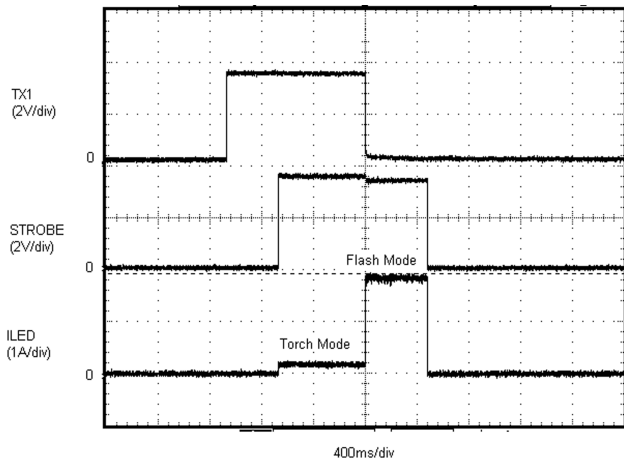 TX1
(2V/div)
0
STROBE
(2V/div)
0
Flash Mode
ILED
(1A/div)
Torch Mode
0
400ms/div